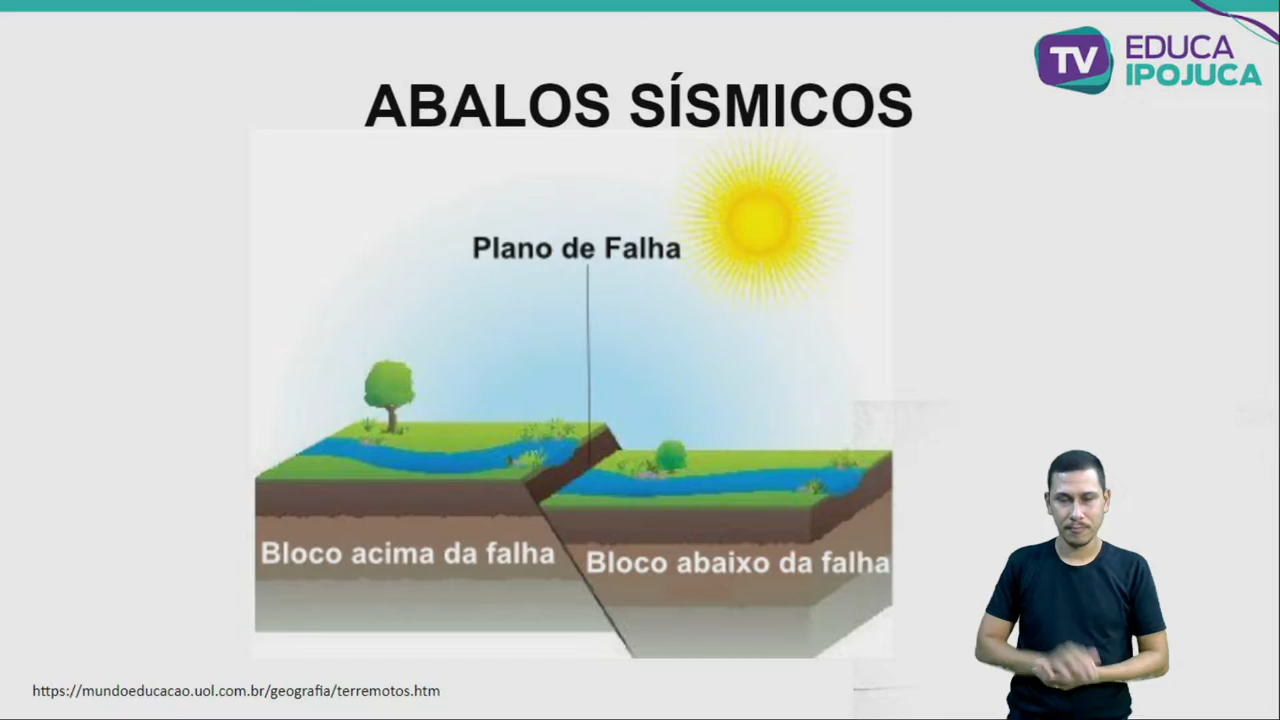 TV EDUCA
IPOJUCA
ABALOS SÍSMICOS
Plano de Falha
Bloco acima da falha
Bloco abaixo da falha
https://mundoeducacao.uol.com.br/geografia/terremotos.htm